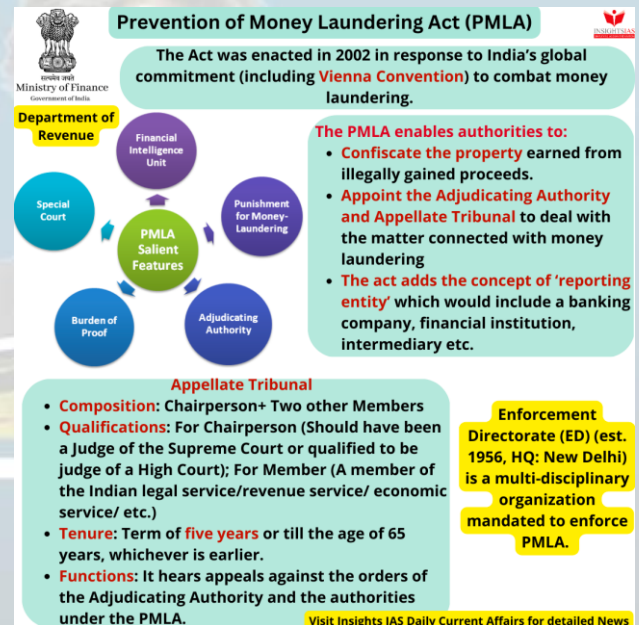 Prevention of Money Laundering Act (PMLA)
INSIGHTSIAS
सत्यमेव जयते
Ministry of Finance
Government of India
The Act was enacted in 2002 in response to India's global
commitment (including Vienna Convention) to combat money
laundering.
Department of
Revenue
Financial
Intelligence
Unit
Special
Court
Punishment
for Money-
Laundering
PMLA
Salient
Features
Burden of
Proof
Adjudicating
Authority
The PMLA enables authorities to:
• Confiscate the property earned from
illegally gained proceeds.
• Appoint the Adjudicating Authority
and Appellate Tribunal to deal with
the matter connected with money
laundering
• The act adds the concept of 'reporting
entity' which would include a banking
company, financial institution,
intermediary etc.
Appellate Tribunal
• Composition: Chairperson+ Two other Members
• Qualifications: For Chairperson (Should have been
a Judge of the Supreme Court or qualified to be
judge of a High Court); For Member (A member of
the Indian legal service/revenue service/ economic
service/ etc.)
• Tenure: Term of five years or till the age of 65
years, whichever is earlier.
• Functions: It hears appeals against the orders of
the Adjudicating Authority and the authorities
under the PMLA.
Enforcement
Directorate (ED) (est.
1956, HQ: New Delhi)
is a multi-disciplinary
organization
mandated to enforce
PMLA.
Visit Insights IAS Daily Current Affairs for detailed News